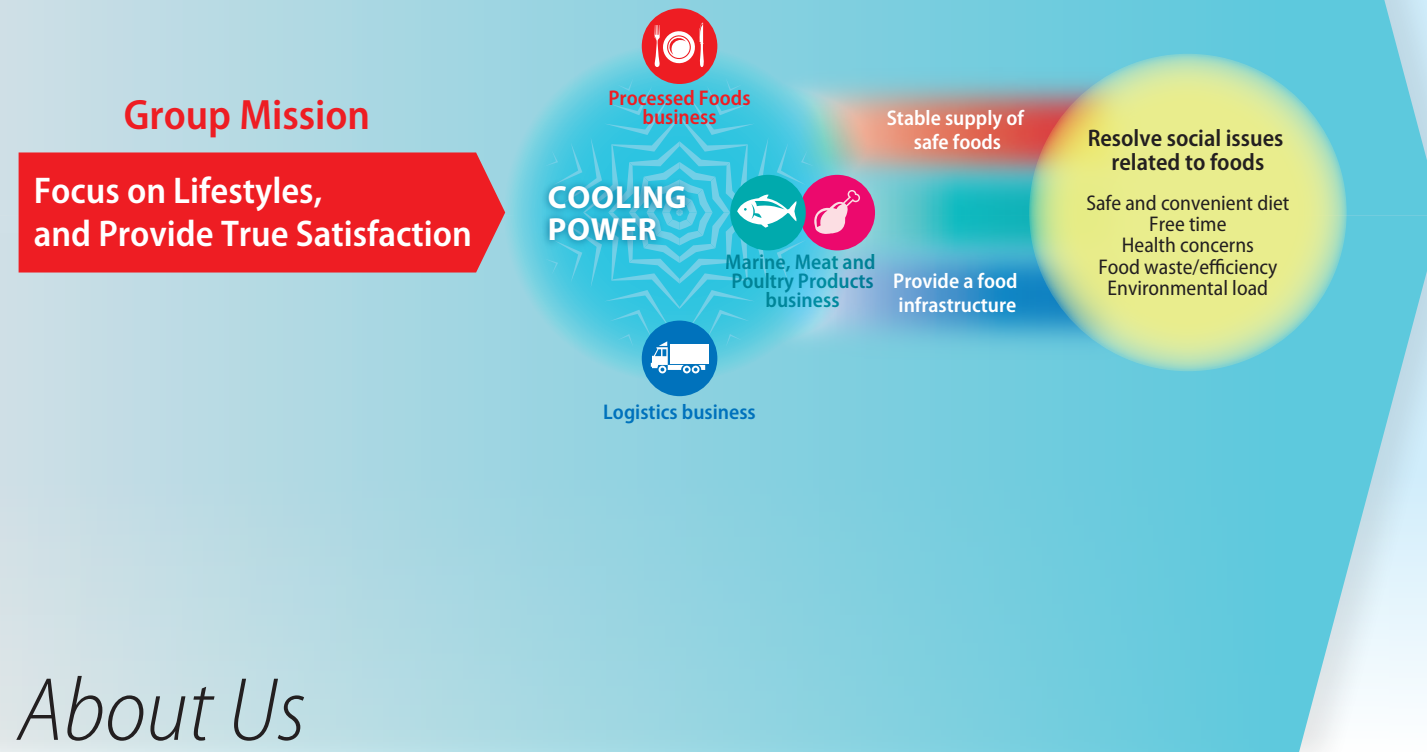 Group Mission
Focus on Lifestyles,
and Provide True Satisfaction
Processed Foods
business
COOLING
POWER
Marine, Meat and
Poultry Products
business
Logistics business
Stable supply of
safe foods
Provide a food
infrastructure
Resolve social issues
related to foods
Safe and convenient diet
Free time
Health concerns
Food waste/efficiency
Environmental load
About Us